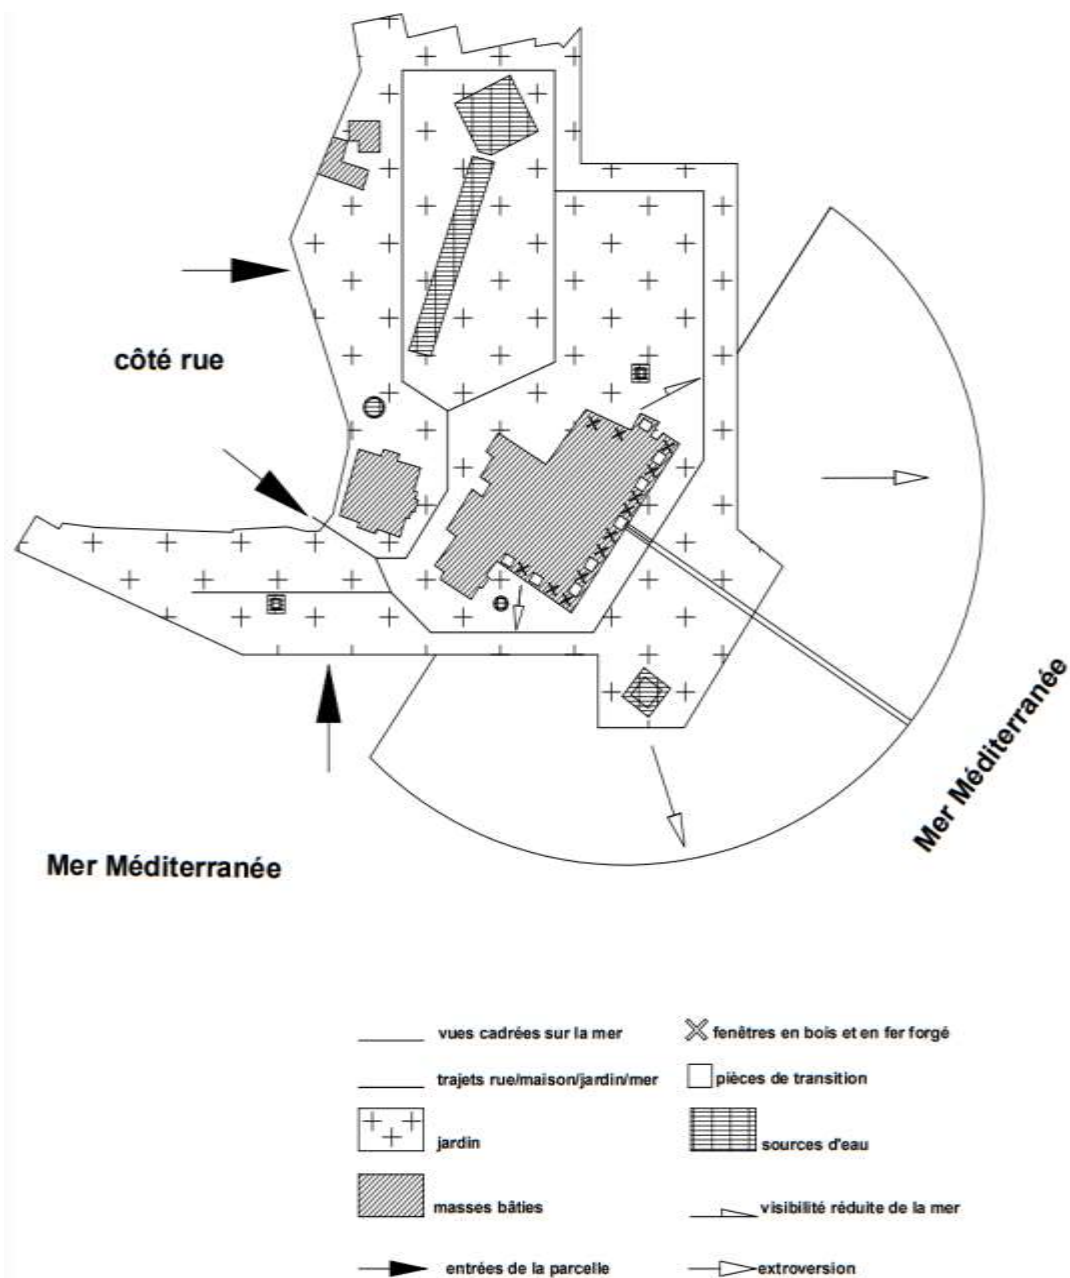 côté rue
Mer Méditerranée
Mer Méditerranée
vues cadrées sur la mer
fenêtres en bois et en fer forgé
trajets rue/maison/jardin/mer
pièces de transition
jardin
sources d'eau
masses bâties
visibilité réduite de la mer
entrées de la parcelle
extroversion